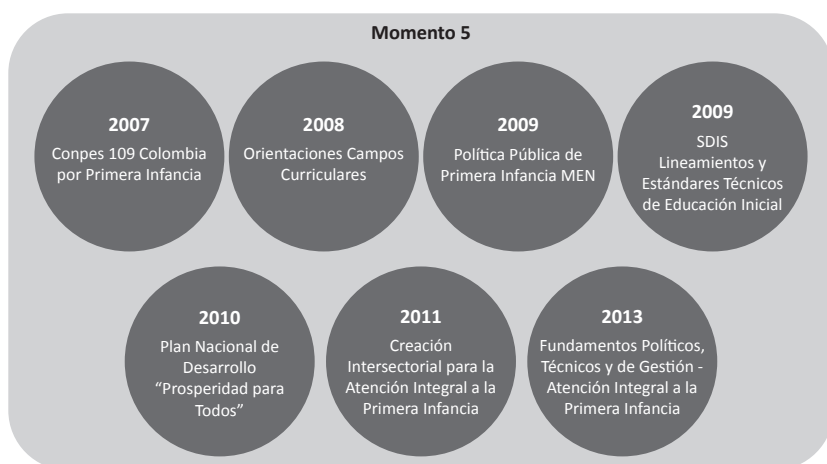 Momento 5
2007
Conpes 109 Colombia
por Primera Infancia
2008
Orientaciones Campos
Curriculares
2009
Política Pública de
Primera Infancia MEN
2009
SDIS
Lineamientos y
Estándares Técnicos
de Educación Inicial
2010
Plan Nacional de
Desarrollo
“Prosperidad para
Todos”
2011
Creación
Intersectorial para la
Atención Integral a la
Primera Infancia
2013
Fundamentos Políticos,
Técnicos y de Gestión -
Atención Integral a la
Primera Infancia